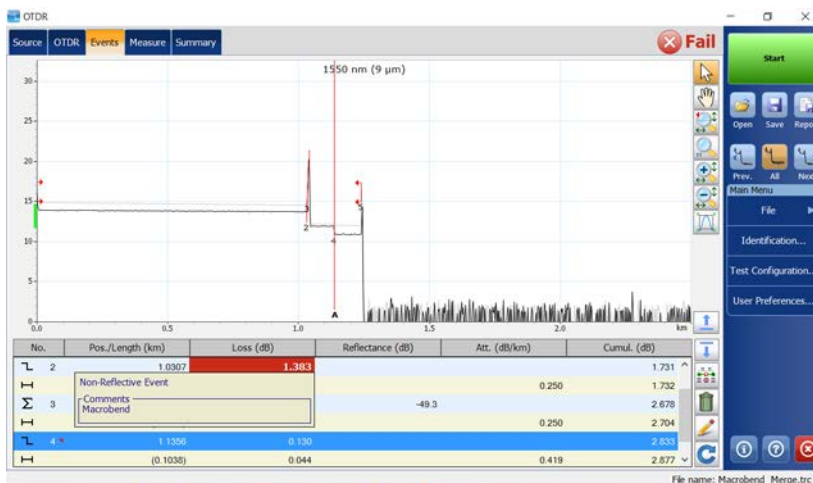 OTDR
Source OTDR Events Measure Summary Fail
1550 nm (9 µm)
30
25
20
15
10
5
0
0.0 0.5 1.0 1.5 2.0 km
2 3 4 5 A
No. Pos./Length (km) Loss (dB) Reflectance (dB) Att. (dB/km) Cumul. (dB)
2 1.0307 1.383 1.731
0.250 1.732
3 -49.3 2.678
0.250 2.704
4 1.1356 0.130 2.833
(0.1038) 0.044 0.419 2.877
Non-Reflective Event
Comments
Macrobend
Start
Open Save Repo
Prev. All Nex
Main Menu
File
Identification...
Test Configuration..
User Preferences...
File name: Macrobend_Merge.trc